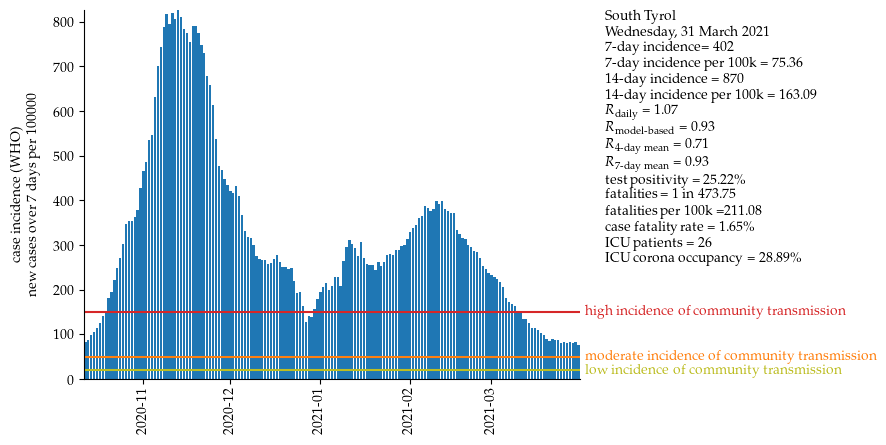 South Tyrol
Wednesday, 31 March 2021
7-day incidence= 402
7-day incidence per 100k = 75.36
14-day incidence = 870
14-day incidence per 100k = 163.09
R daily = 1.07
R model-based = 0.93
R 4-day mean = 0.71
R 7-day mean = 0.93
test positivity = 25.22%
fatalities = 1 in 473.75
fatalities per 100k =211.08
case fatality rate = 1.65%
ICU patients = 26
ICU corona occupancy = 28.89%
case incidence (WHO)
new cases over 7 days per 100000
800
700
600
500
400
300
200
100
0
high incidence of community transmission
moderate incidence of community transmission
low incidence of community transmission
2020-11
2020-12
2021-01
2021-02
2021-03